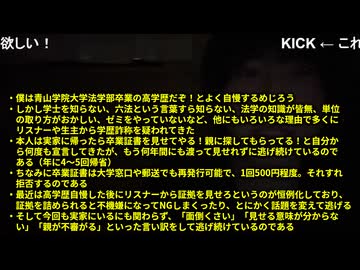 欲しい！
KICK ← これ
・僕は青山学院大学法学部卒業の高学歴だぞ！とよく自慢するめじろう
・しかし学士を知らない、六法という言葉すら知らない、法学の知識が皆無、単位
の取り方がおかしい、ゼミをやっていないなど、他にもいろいろな理由で多くに
リスナーや生主から学歴詐称を疑われてきた
・本人は実家に帰ったら卒業証書を見せてやる！親に探してもらってる！と自分か
ら何度も宣言してきたが、もう何年間にも渡って見せれずに逃げ続けているので
ある（年に4～5回帰省）
・ちなみに卒業証書は大学窓口や郵送でも再発行可能で、1回500円程度。それすれ
拒否するのである
・最近は高学歴自慢した後にリスナーから証拠を見せろというのが恒例化しており、
証拠を詰められると不機嫌になってNGしまくったり、とにかく話題を変えて逃げる
・そして今回も実家にいるにも関わらず、「面倒くさい」「見せる意味が分からな
い」「親が不審がる」といった言い訳をして逃げ続けているのである